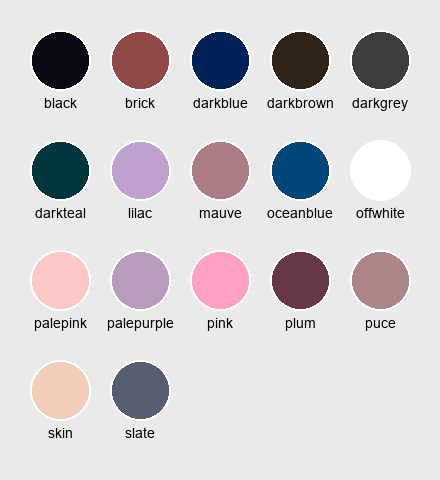 black brick darkblue darkbrown darkgrey
darkteal lilac mauve oceanblue offwhite
palepink palepurple pink plum puce
skin slate